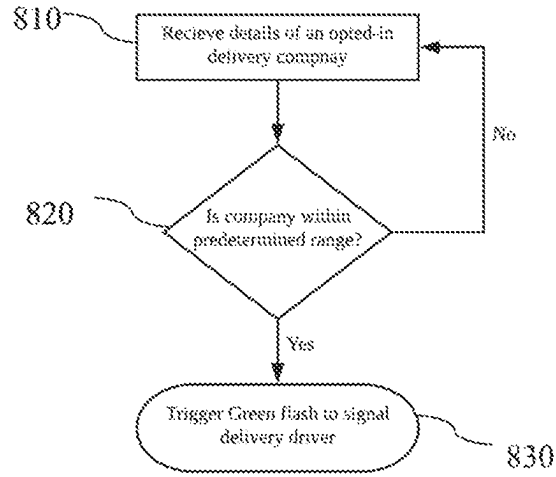 810
Recieve details of an opted-in
delivery compnay
No
820
Is company within
predetermined range?
Yes
Trigger Green flash to signal
delivery driver
830